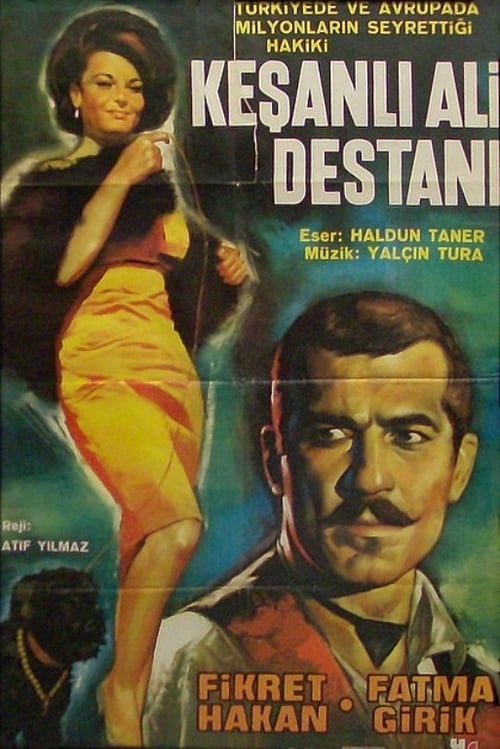 TÜRKİYEDE VE AVRUPADA
MİLYONLARIN SEYRETTİĞİ
HAKİKİ
KEŞANLI ALİ
DESTANI
Eser: HALDUN TANER
Müzik: YALÇIN TURA
Reji:
ATIF YILMAZ
FİKRET HAKAN
FATMA GİRİK